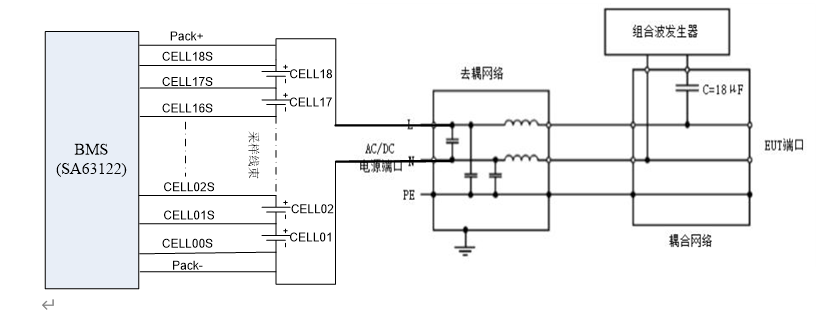 组合波发生器
Pack+
CELL18S
CELL18
去耦网络
CELL17S
C=18μF
CELL17
CELL16S
L
采样线束
BMS
(SA63122)
AC/DC
电源端口
N
EUT端口
CELL02S
PE
CELL02
CELL01S
CELL01
耦合网络
CELL00S
Pack-